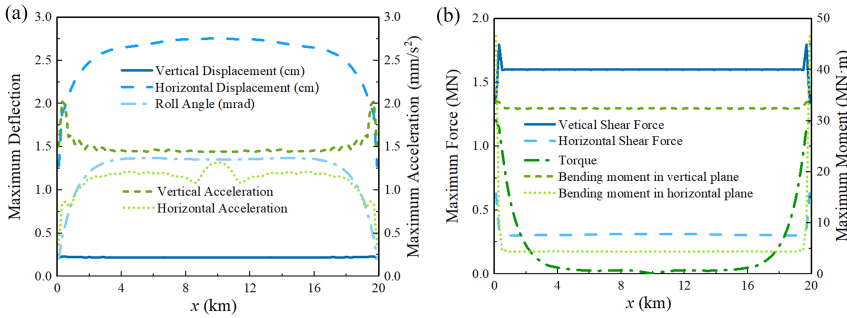 (a)
3.0
2.5
2.0
1.5
1.0
0.5
0.0
Maximum Deflection
Vertical Displacement (cm)
Horizontal Displacement (cm)
Roll Angle (mrad)
Vertical Acceleration
Horizontal Acceleration
3.0
2.5
2.0
1.5
1.0
0.5
0.0
Maximum Acceleration (mm/s²)
0 4 8 12 16 20
x (km)
(b)
2.0
1.5
1.0
0.5
0.0
Maximum Force (MN)
Vetical Shear Force
Horizontal Shear Force
Torque
Bending moment in vertical plane
Bending moment in horizontal plane
50
40
30
20
10
0
Maximum Moment (MN·m)
0 4 8 12 16 20
x (km)